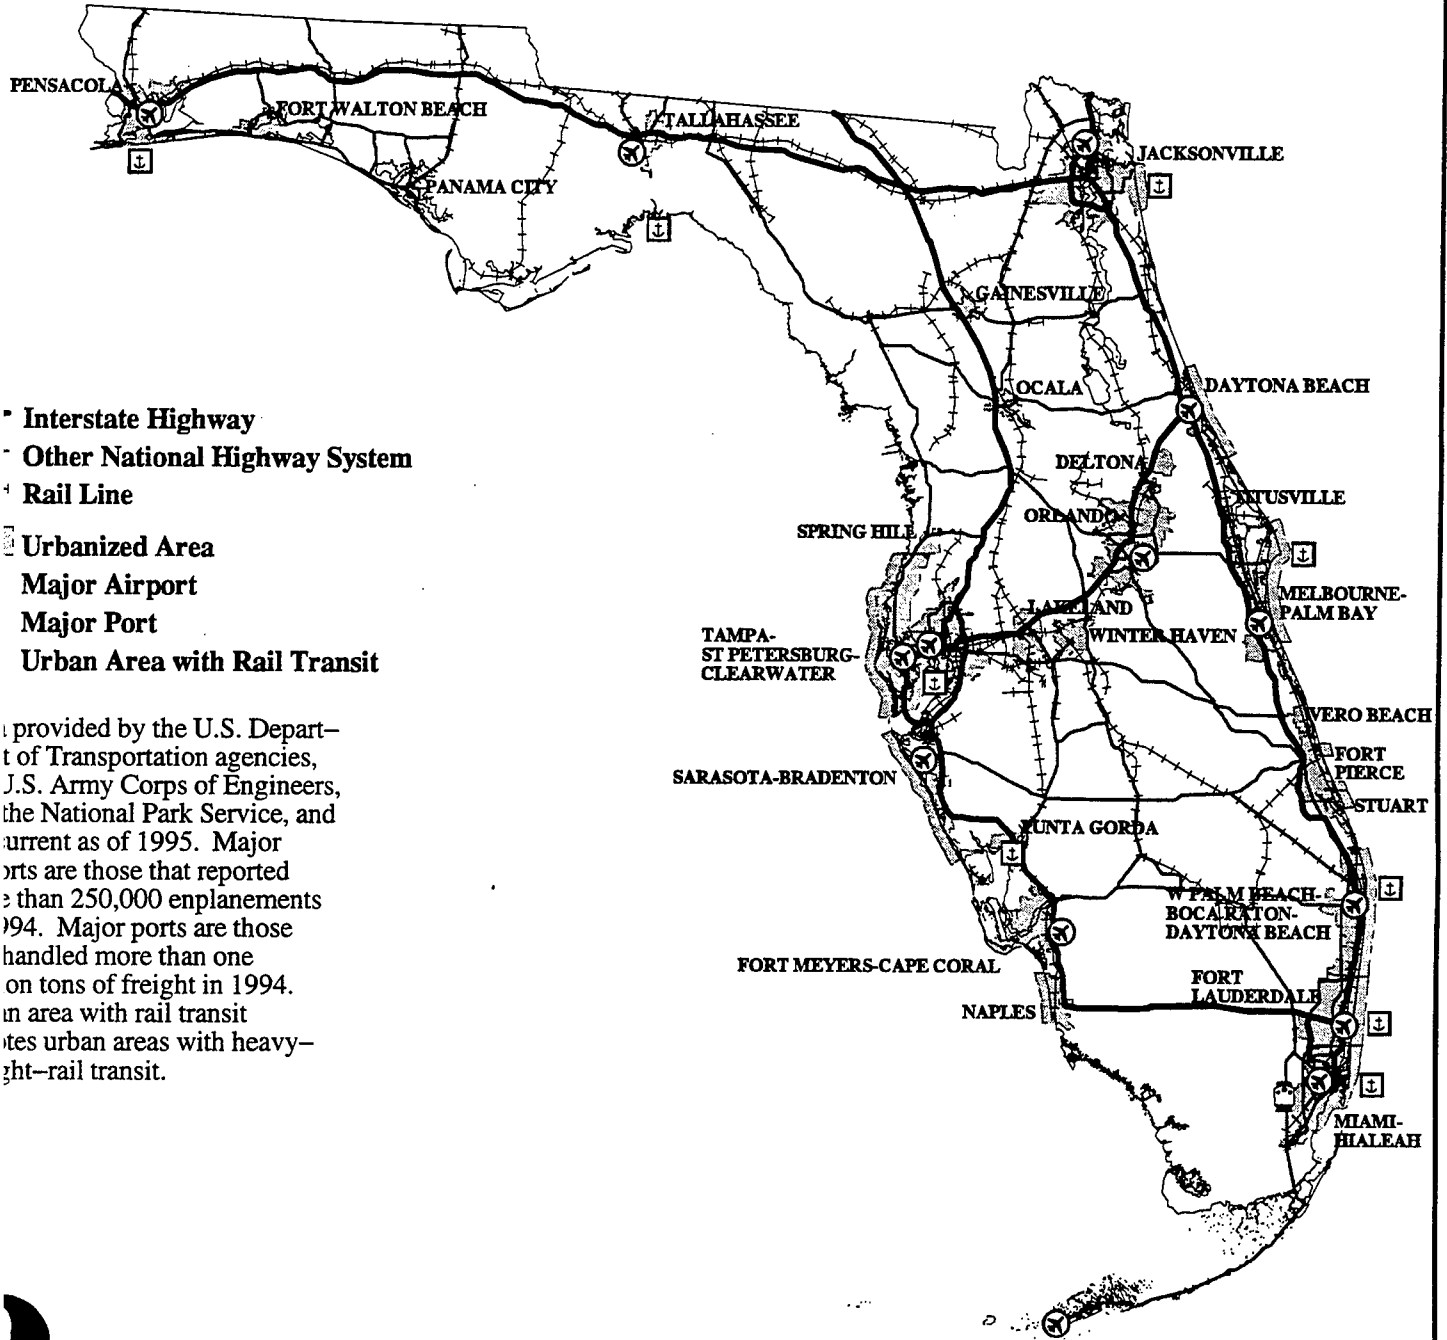 PENSACOLA
FORT WALTON BEACH
TALLAHASSEE
JACKSONVILLE
PANAMA CITY
GAINESVILLE
OCALA
DAYTONA BEACH
DELTONA
TITUSVILLE
ORLANDO
SPRING HILL
MELBOURNE-
PALM BAY
LAKELAND
WINTER HAVEN
TAMPA-
ST PETERSBURG-
CLEARWATER
VERO BEACH
FORT
PIERCE
SARASOTA-BRADENTON
STUART
PUNTA GORDA
W PALM BEACH-
BOCA RATON-
DAYTONA BEACH
FORT MEYERS-CAPE CORAL
FORT
LAUDERDALE
NAPLES
MIAMI-
HIALEAH
Interstate Highway
Other National Highway System
Rail Line
Urbanized Area
Major Airport
Major Port
Urban Area with Rail Transit
provided by the U.S. Depart-
t of Transportation agencies,
U.S. Army Corps of Engineers,
the National Park Service, and
current as of 1995. Major
orts are those that reported
e than 250,000 enplanements
994. Major ports are those
handled more than one
on tons of freight in 1994.
an area with rail transit
otes urban areas with heavy-
ght-rail transit.